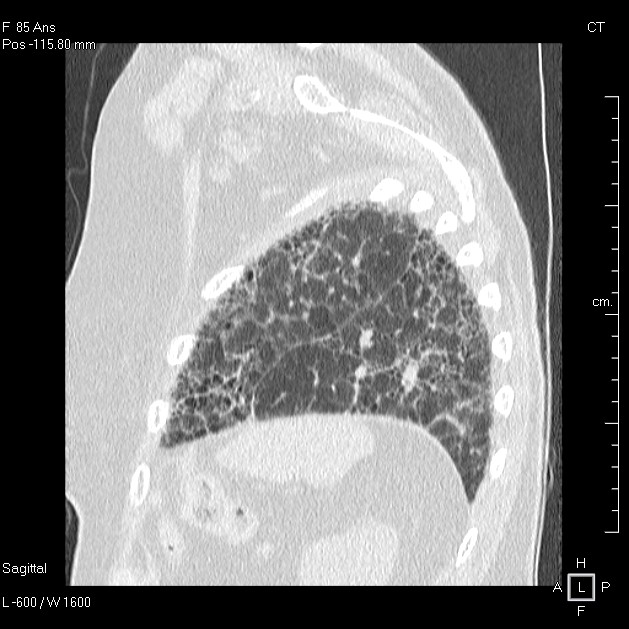 F 85 Ans
CT
Pos -115.80 mm
cm.
H
Sagittal
A L P
L -600 / W 1600
F